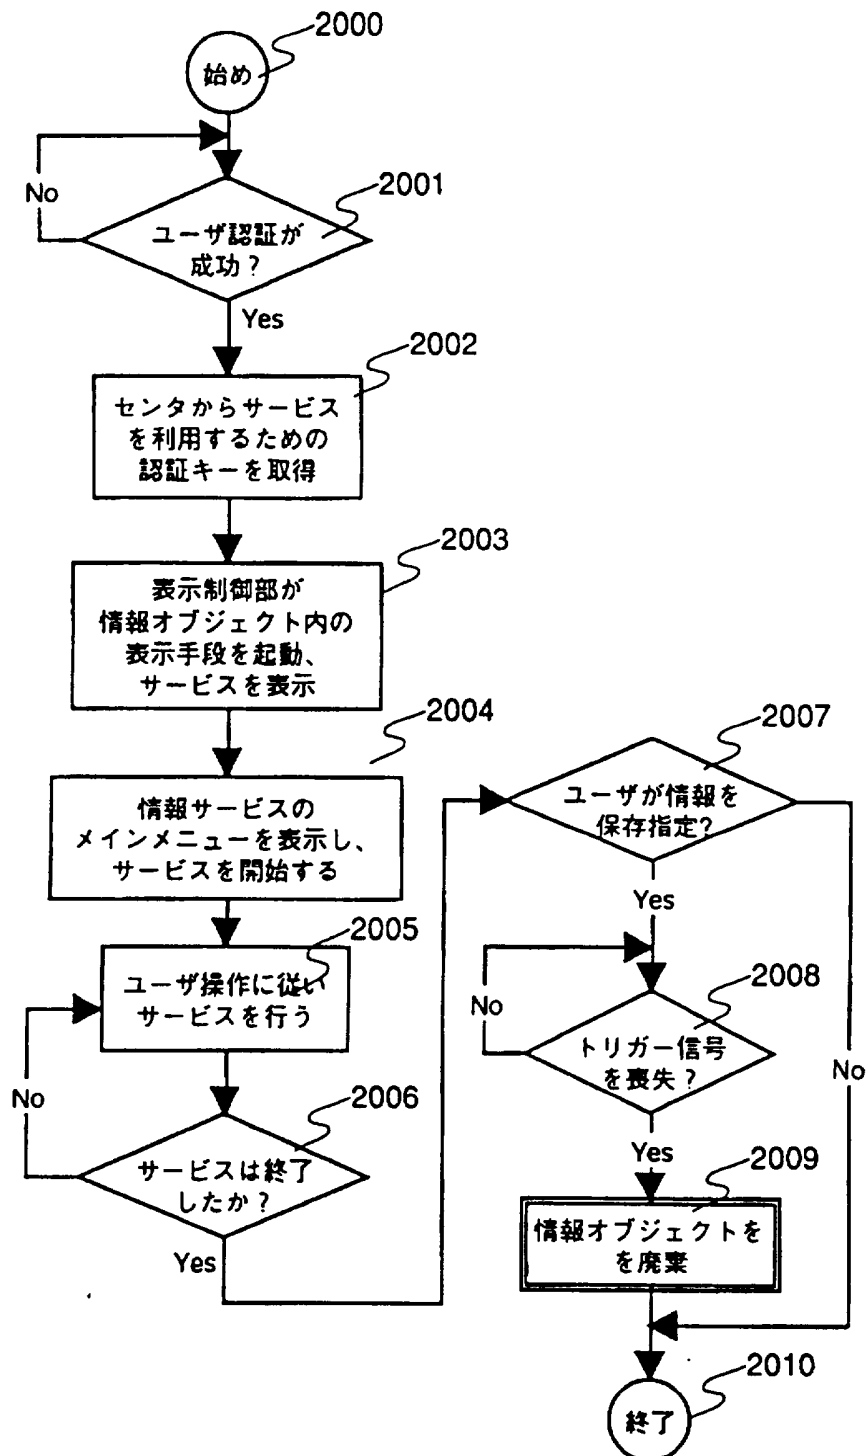 2000
始め
2001
No
ユーザ認証が
成功？
Yes
2002
センタからサービス
を利用するための
認証キーを取得
2003
表示制御部が
情報オブジェクト内の
表示手段を起動、
サービスを表示
2004
情報サービスの
メインメニューを表示し、
サービスを開始する
2005
ユーザ操作に従い
サービスを行う
No
2006
サービスは終了
したか？
Yes
2007
ユーザが情報を
保存指定?
Yes
No
2008
No
トリガー信号
を喪失？
Yes
2009
情報オブジェクトを
を廃棄
2010
終了